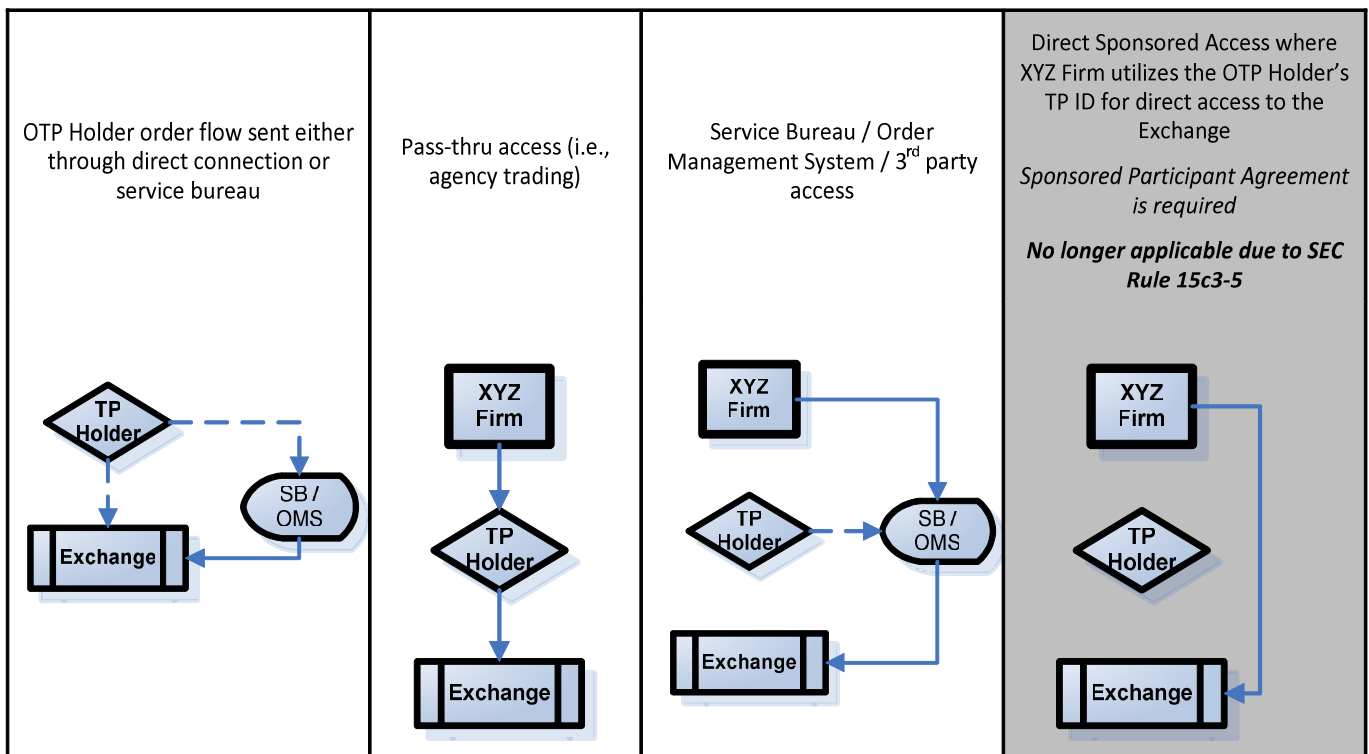 OTP Holder order flow sent either
through direct connection or
service bureau
Pass-thru access (i.e.,
agency trading)
Service Bureau / Order
Management System / 3rd party
access
Direct Sponsored Access where
XYZ Firm utilizes the OTP Holder’s
TP ID for direct access to the
Exchange
Sponsored Participant Agreement
is required
No longer applicable due to SEC
Rule 15c3-5
TP
Holder
SB /
OMS
Exchange
XYZ
Firm
TP
Holder
Exchange
XYZ
Firm
TP
Holder
SB /
OMS
Exchange
XYZ
Firm
TP
Holder
Exchange